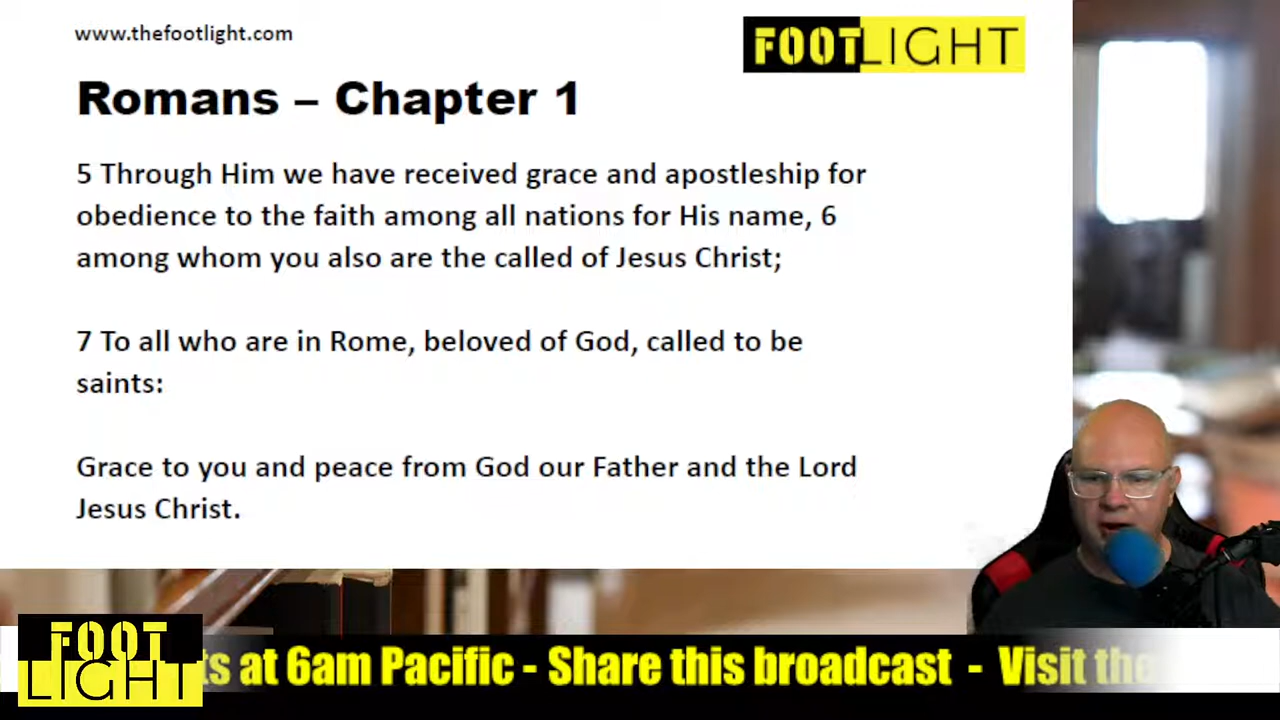 www.thefootlight.com
FOOTLIGHT
Romans – Chapter 1
5 Through Him we have received grace and apostleship for
obedience to the faith among all nations for His name, 6
among whom you also are the called of Jesus Christ;
7 To all who are in Rome, beloved of God, called to be
saints:
Grace to you and peace from God our Father and the Lord
Jesus Christ.
FOOT
LIGHT
ts at 6am Pacific - Share this broadcast - Visit the